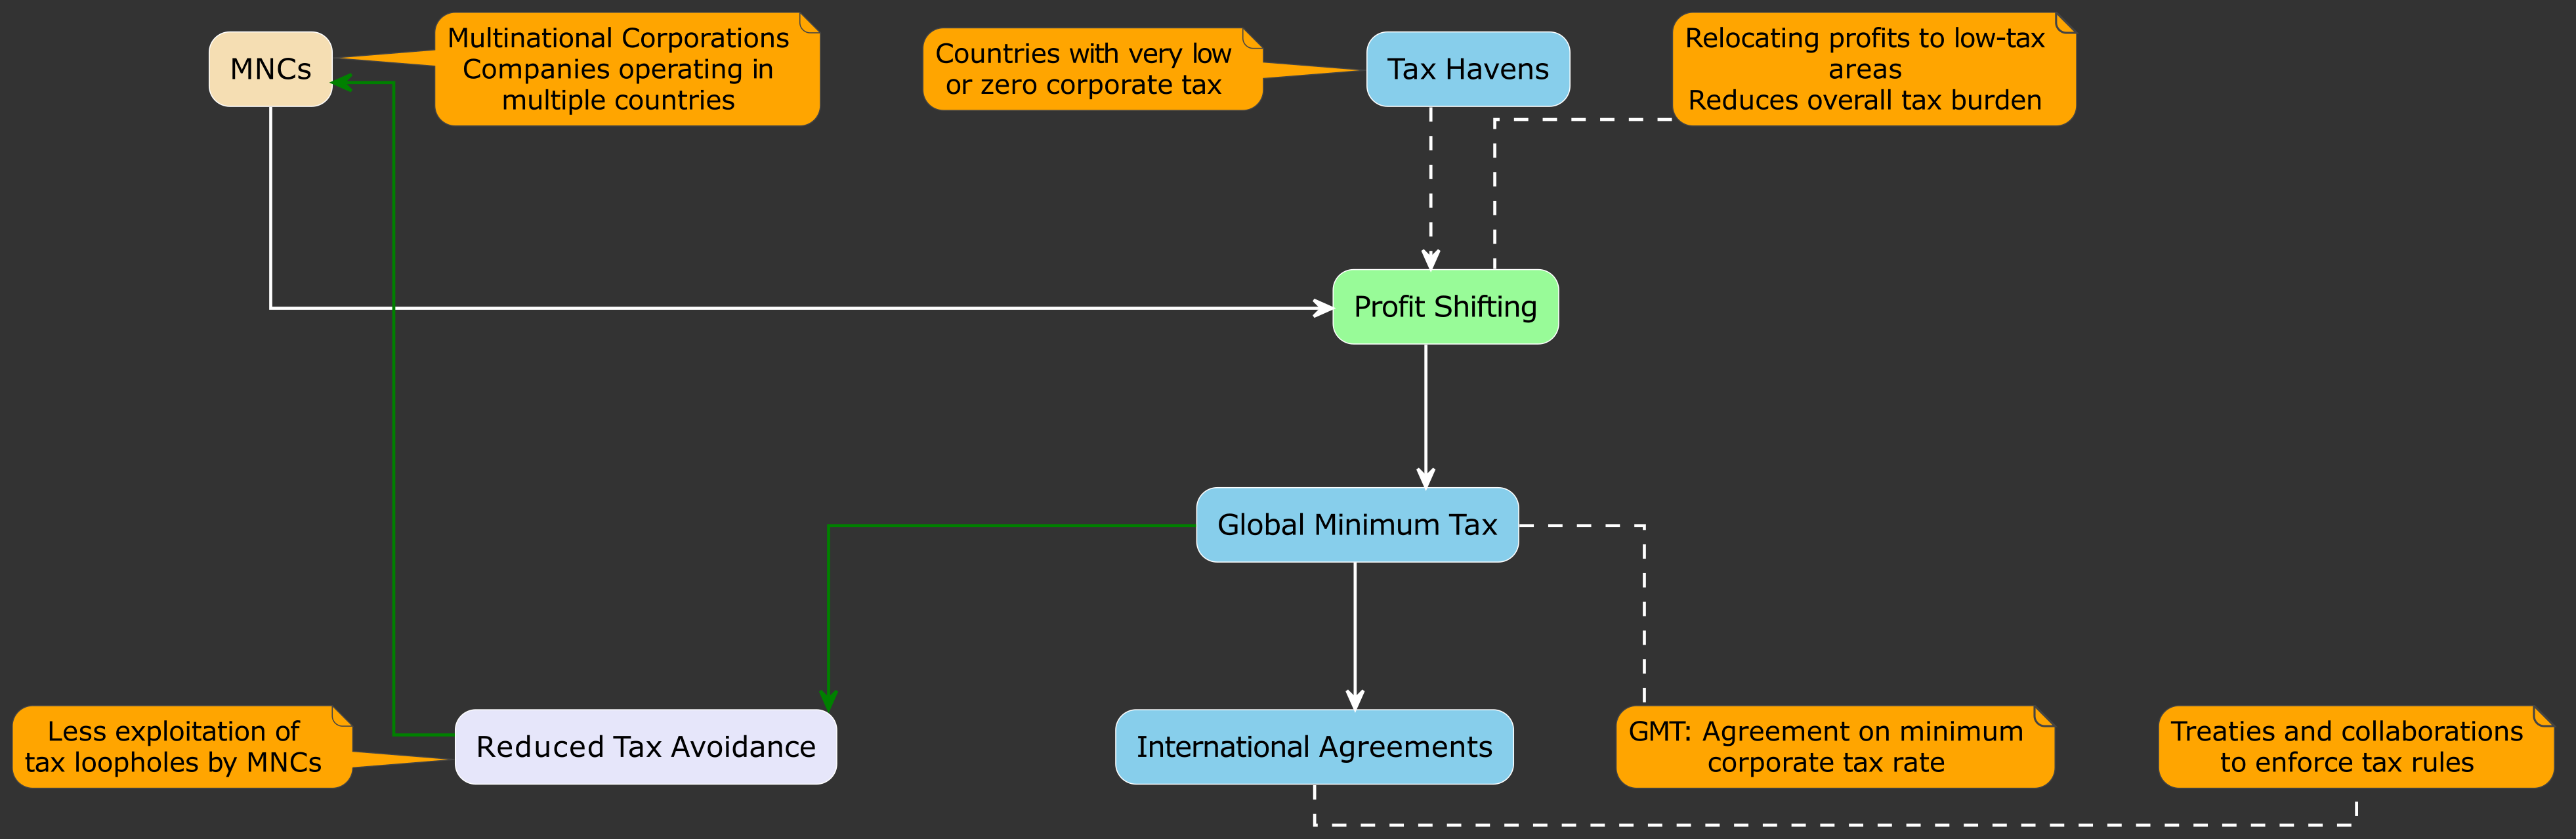 MNCs
Multinational Corporations
Companies operating in
multiple countries
Countries with very low
or zero corporate tax
Tax Havens
Relocating profits to low-tax
areas
Reduces overall tax burden
Profit Shifting
Global Minimum Tax
Less exploitation of
tax loopholes by MNCs
Reduced Tax Avoidance
International Agreements
GMT: Agreement on minimum
corporate tax rate
Treaties and collaborations
to enforce tax rules